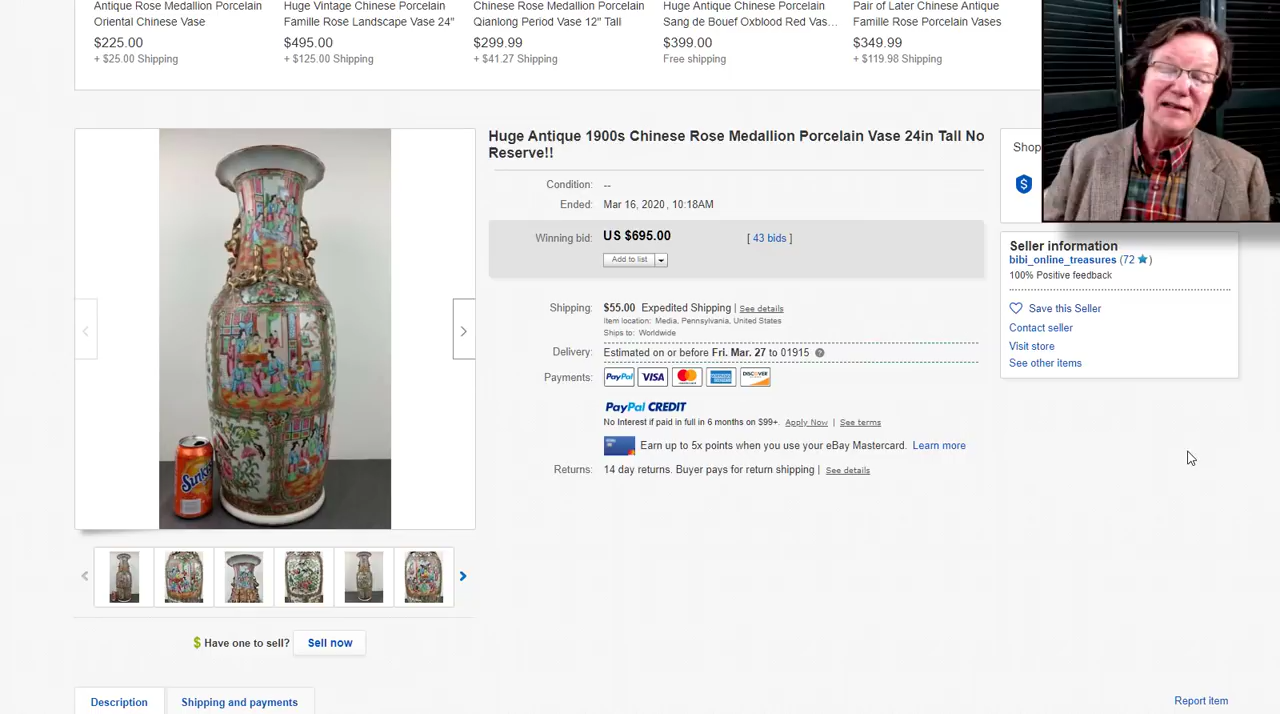 Antique Rose Medallion Porcelain
Oriental Chinese Vase
$225.00
+ $25.00 Shipping
Huge Vintage Chinese Porcelain
Famille Rose Landscape Vase 24"
$495.00
+ $125.00 Shipping
Chinese Rose Medallion Porcelain
Qianlong Period Vase 12" Tall
$299.99
+ $41.27 Shipping
Huge Antique Chinese Porcelain
Sang de Bouef Oxblood Red Vas...
$399.00
Free shipping
Pair of Later Chinese Antique
Famille Rose Porcelain Vases
$349.99
+ $119.98 Shipping
Huge Antique 1900s Chinese Rose Medallion Porcelain Vase 24in Tall No
Reserve!!
Condition: --
Ended: Mar 16, 2020 , 10:18AM
Winning bid: US $695.00 [ 43 bids ]
Add to list
Shipping: $55.00 Expedited Shipping | See details
Item location: Media, Pennsylvania, United States
Ships to: Worldwide
Delivery: Estimated on or before Fri. Mar. 27 to 01915 ?
Payments: PayPal VISA MasterCard AMERICAN EXPRESS DISCOVER
PayPal CREDIT
No Interest if paid in full in 6 months on $99+. Apply Now | See terms
Earn up to 5x points when you use your eBay Mastercard. Learn more
Returns: 14 day returns. Buyer pays for return shipping | See details
Shop
$
Seller information
bibi_online_treasures (72 ★ )
100% Positive feedback
Save this Seller
Contact seller
Visit store
See other items
Sunkist
$ Have one to sell? Sell now
Description
Shipping and payments
Report item